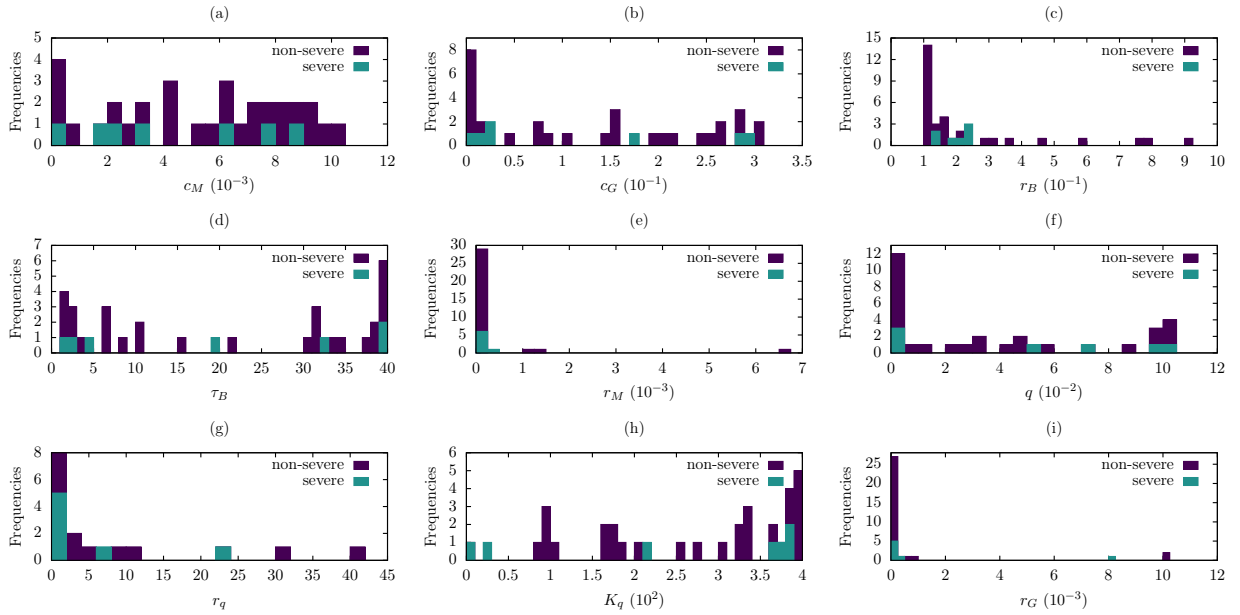 (a)
Frequencies
5
4
3
2
1
0
non-severe
severe
0 2 4 6 8 10 12
c_M (10^{-3})
(b)
Frequencies
8
6
4
2
0
non-severe
severe
0 0.5 1 1.5 2 2.5 3 3.5
c_G (10^{-1})
(c)
Frequencies
15
12
9
6
3
0
non-severe
severe
0 1 2 3 4 5 6 7 8 9 10
r_B (10^{-1})
(d)
Frequencies
7
6
5
4
3
2
1
0
non-severe
severe
0 5 10 15 20 25 30 35 40
τ_B
(e)
Frequencies
30
25
20
15
10
5
0
non-severe
severe
0 1 2 3 4 5 6 7
r_M (10^{-3})
(f)
Frequencies
12
10
8
6
4
2
0
non-severe
severe
0 2 4 6 8 10 12
q (10^{-2})
(g)
Frequencies
8
6
4
2
0
non-severe
severe
0 5 10 15 20 25 30 35 40 45
r_q
(h)
Frequencies
6
5
4
3
2
1
0
non-severe
severe
0 0.5 1 1.5 2 2.5 3 3.5 4
K_q (10^2)
(i)
Frequencies
25
20
15
10
5
0
non-severe
severe
0 2 4 6 8 10 12
r_G (10^{-3})